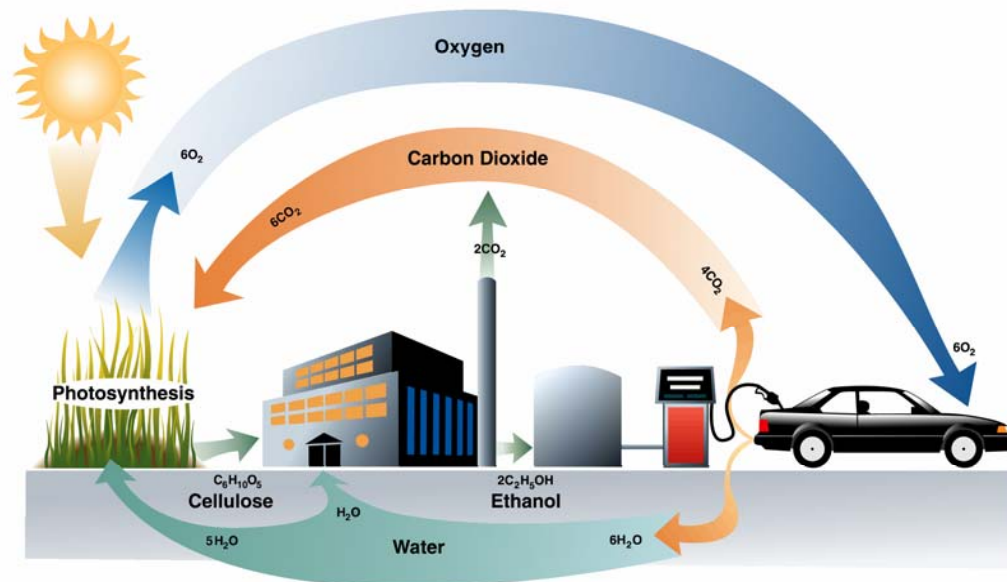 Oxygen
6O₂
Carbon Dioxide
6CO₂
2CO₂
4CO₂
6O₂
Photosynthesis
C₆H₁₀O₅
Cellulose
2C₂H₅OH
Ethanol
H₂O
5H₂O
Water
6H₂O